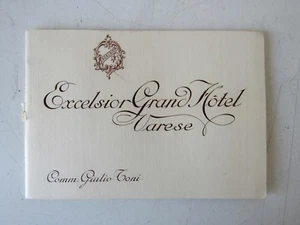 Excelsior Grand Hôtel
Varese
Comm. Giulio Toni